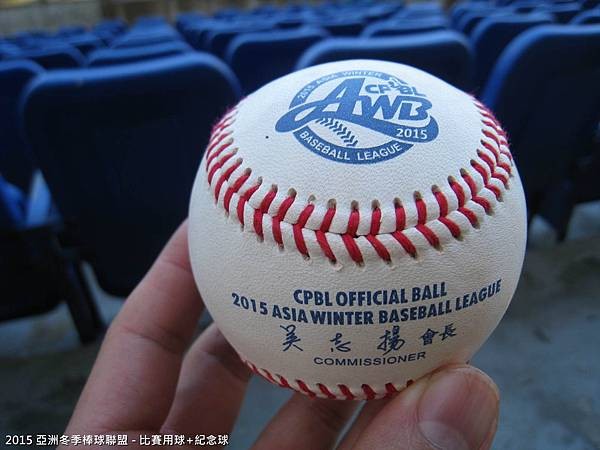 2015 ASIA WINTER
CPBL
AWB
2015
BASEBALL LEAGUE
CPBL OFFICIAL BALL
2015 ASIA WINTER BASEBALL LEAGUE
吳志揚 會長
COMMISSIONER
2015 亞洲冬季棒球聯盟 - 比賽用球+紀念球